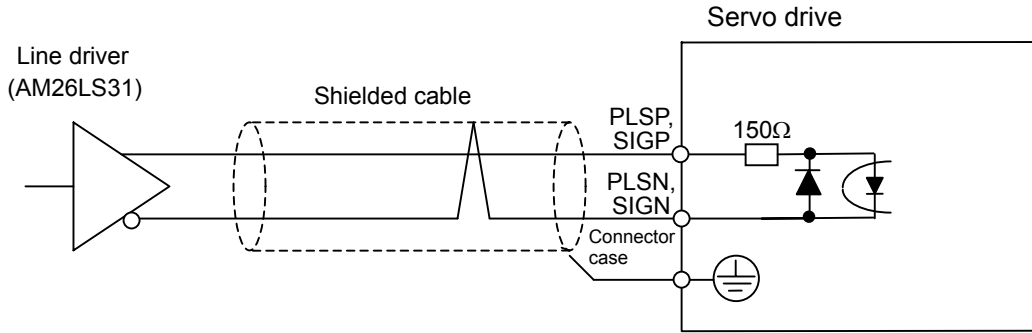 Servo drive
Line driver
(AM26LS31)
Shielded cable
PLSP,
SIGP
150Ω
PLSN,
SIGN
Connector
case